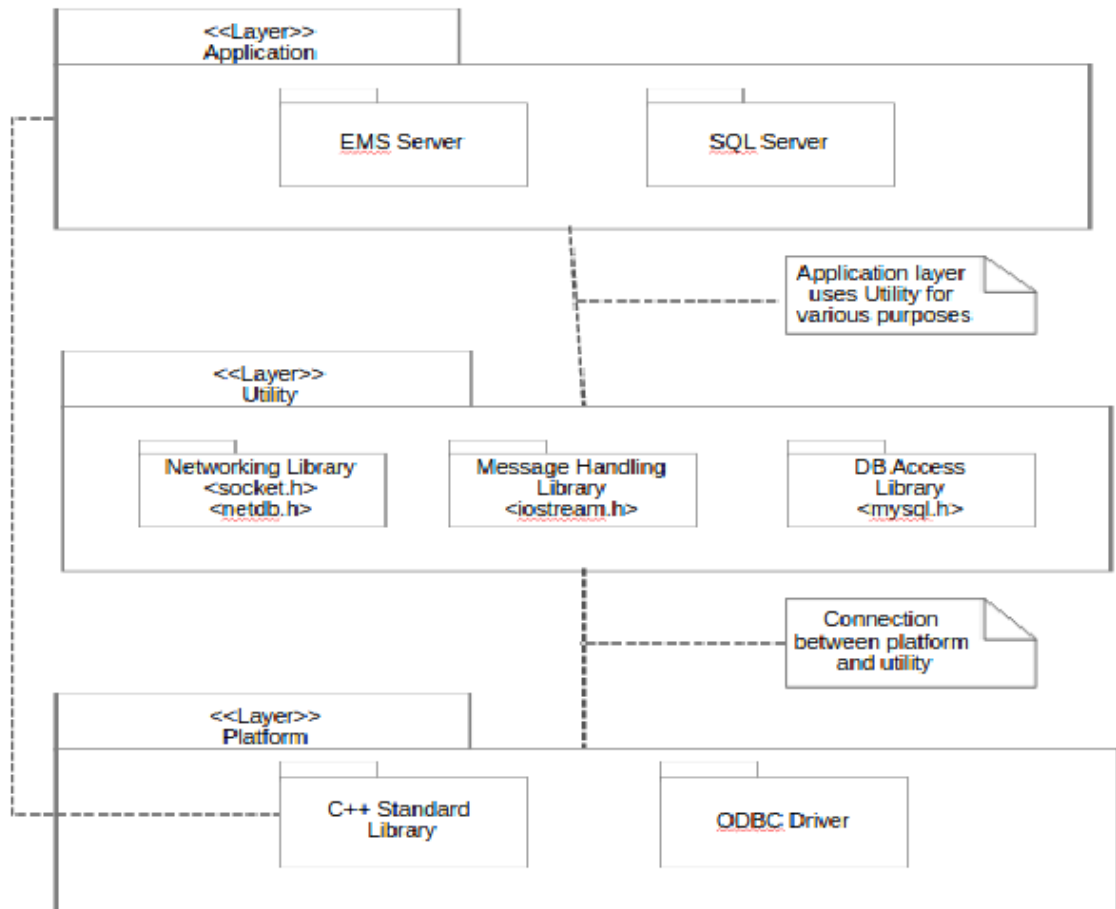 <<Layer>>
Application
EMS Server
SQL Server
Application layer
uses Utility for
various purposes
<<Layer>>
Utility
Networking Library
<socket.h>
<netdb.h>
Message Handling
Library
<iostream.h>
DB Access
Library
<mysql.h>
Connection
between platform
and utility
<<Layer>>
Platform
C++ Standard
Library
ODBC Driver